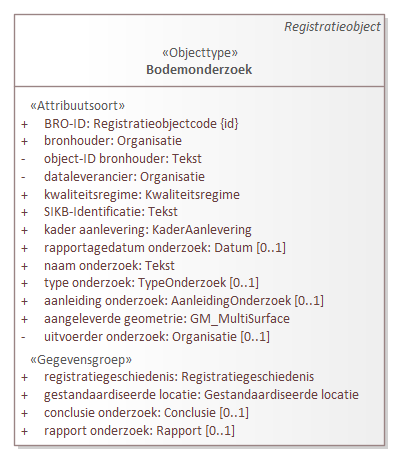 Registratieobject
«Objecttype»
Bodemonderzoek
«Attribuutsoort»
+ BRO-ID: Registratieobjectcode {id}
+ bronhouder: Organisatie
- object-ID bronhouder: Tekst
- dataleverancier: Organisatie
+ kwaliteitsregime: Kwaliteitsregime
+ SIKB-Identificatie: Tekst
+ kader aanlevering: KaderAanlevering
+ rapportagedatum onderzoek: Datum [0..1]
+ naam onderzoek: Tekst
+ type onderzoek: TypeOnderzoek [0..1]
+ aanleiding onderzoek: AanleidingOnderzoek [0..1]
+ aangeleverde geometrie: GM_MultiSurface
- uitvoerder onderzoek: Organisatie [0..1]
«Gegevensgroep»
+ registratiegeschiedenis: Registratiegeschiedenis
+ gestandaardiseerde locatie: Gestandaardiseerde locatie
+ conclusie onderzoek: Conclusie [0..1]
+ rapport onderzoek: Rapport [0..1]